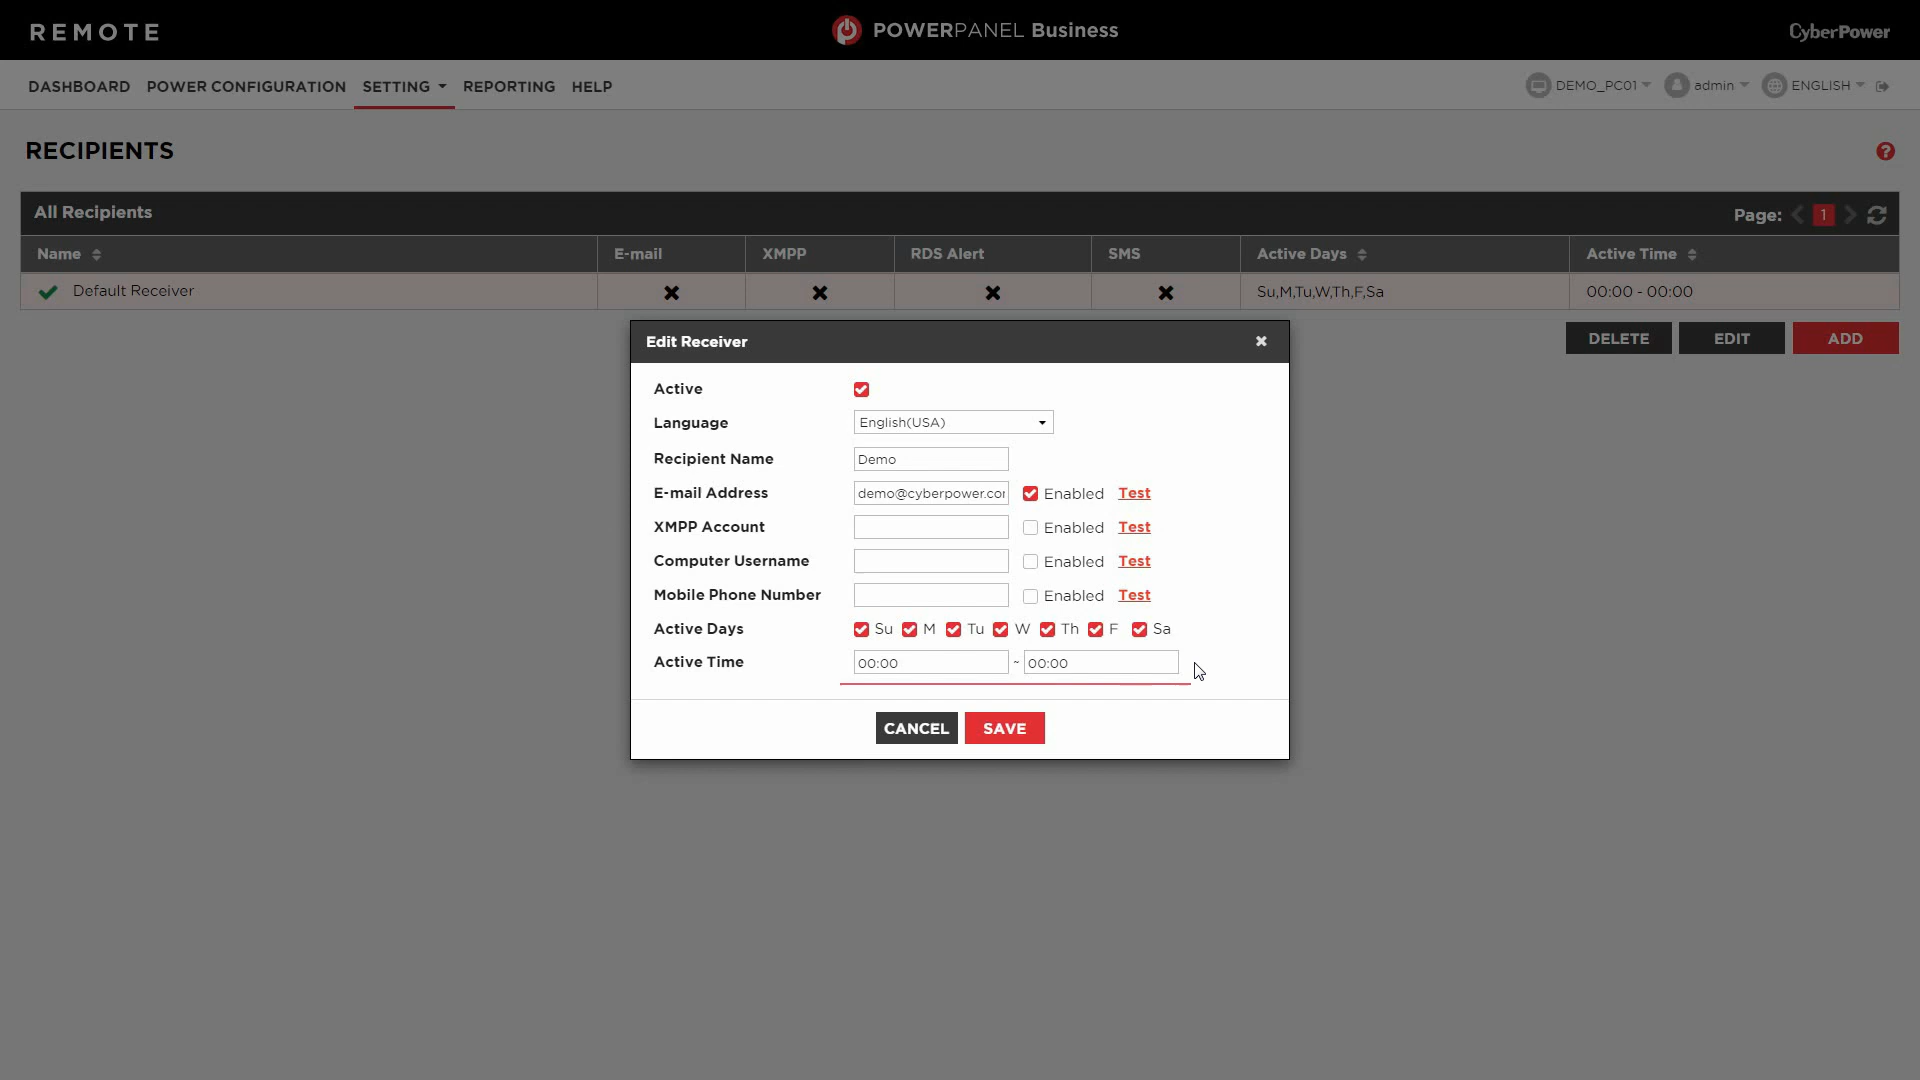 REMOTE
POWERPANEL Business
CyberPower
DASHBOARD POWER CONFIGURATION SETTING REPORTING HELP
DEMO_PC01 admin ENGLISH
RECIPIENTS
?
All Recipients
Page: 1
Name E-mail XMPP RDS Alert SMS Active Days Active Time
Default Receiver Su,M,Tu,W,Th,F,Sa 00:00 - 00:00
DELETE EDIT ADD
Edit Receiver
Active
Language English(USA)
Recipient Name Demo
E-mail Address demo@cyberpower.com Enabled Test
XMPP Account Enabled Test
Computer Username Enabled Test
Mobile Phone Number Enabled Test
Active Days Su M Tu W Th F Sa
Active Time 00:00 ~ 00:00
CANCEL SAVE